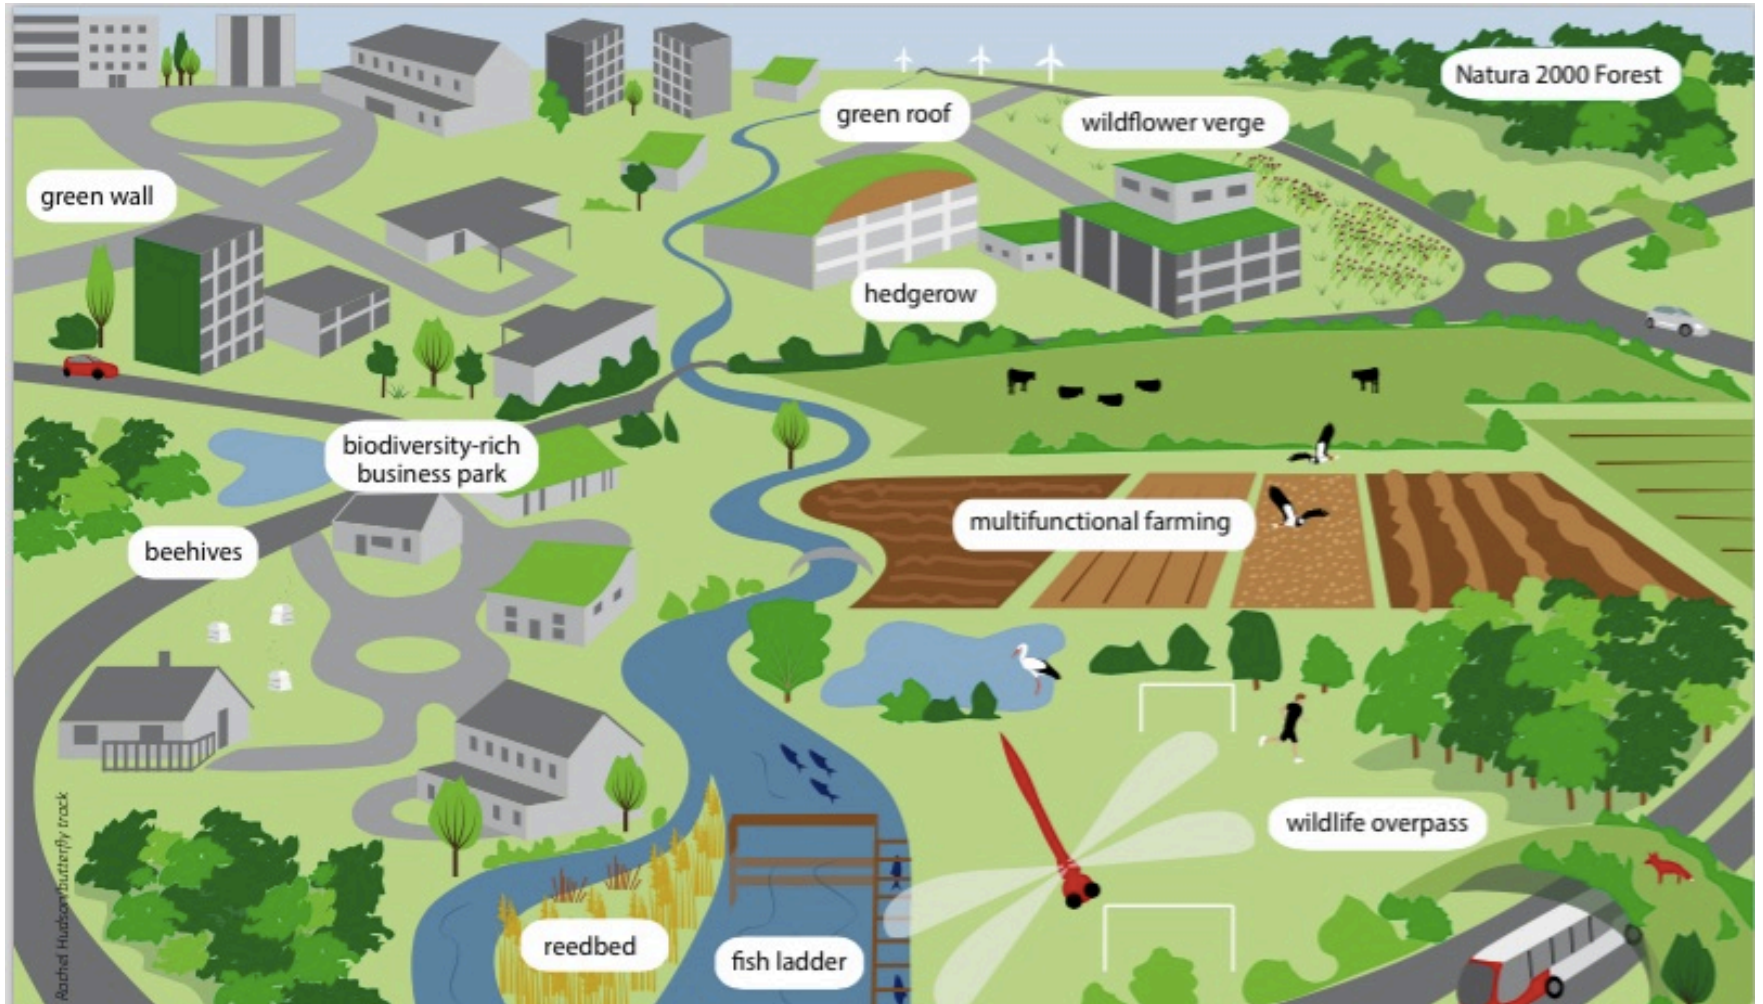 Natura 2000 Forest
green roof
wildflower verge
green wall
hedgerow
biodiversity-rich
business park
multifunctional farming
beehives
wildlife overpass
reedbed
fish ladder
Rachel Hudson/butterfly track